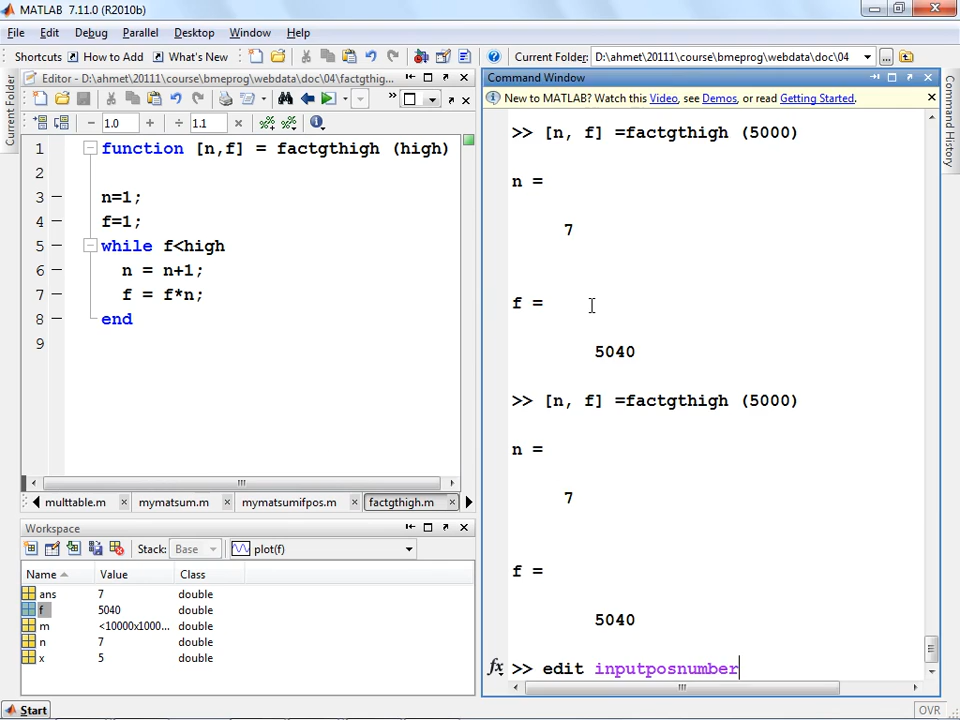 MATLAB 7.11.0 (R2010b)
File Edit Debug Parallel Desktop Window Help
Shortcuts How to Add What's New
Current Folder: D:\ahmet\20111\course\bmeprog\webdata\doc\04
Current Folder
Editor - D:\ahmet\20111\course\bmeprog\webdata\doc\04\factgthig...
1.0 1.1
1 function [n,f] = factgthigh (high)
2
3 n=1;
4 f=1;
5 while f<high
6 n = n+1;
7 f = f*n;
8 end
9
multtable.m mymatsum.m mymatsumifpos.m factgthigh.m
Workspace
Stack: Base plot(f)
Name Value Class
ans 7 double
f 5040 double
m <10000x1000... double
n 7 double
x 5 double
Command Window
New to MATLAB? Watch this Video, see Demos, or read Getting Started.
>> [n, f] =factgthigh (5000)
n =
7
f =
5040
>> [n, f] =factgthigh (5000)
n =
7
f =
5040
fx >> edit inputposnumber
Command History
Start
OVR